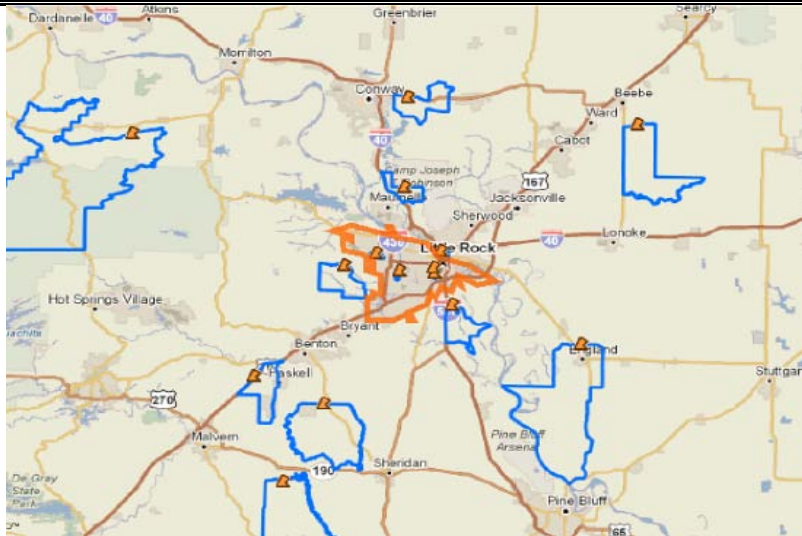 Dardanelle
40
Atkins
Greenbrier
Searcy
Morrilton
Conway
Beebe
Ward
40
Cabot
Camp Joseph
Robinson
167
Maumelle
Jacksonville
Sherwood
430
Little Rock
40
Lonoke
Hot Springs Village
Bryant
Benton
England
Haskell
Stuttgart
270
Malvern
Pine Bluff
Arsenal
190
Sheridan
De Gray
State
Park
Pine Bluff
65